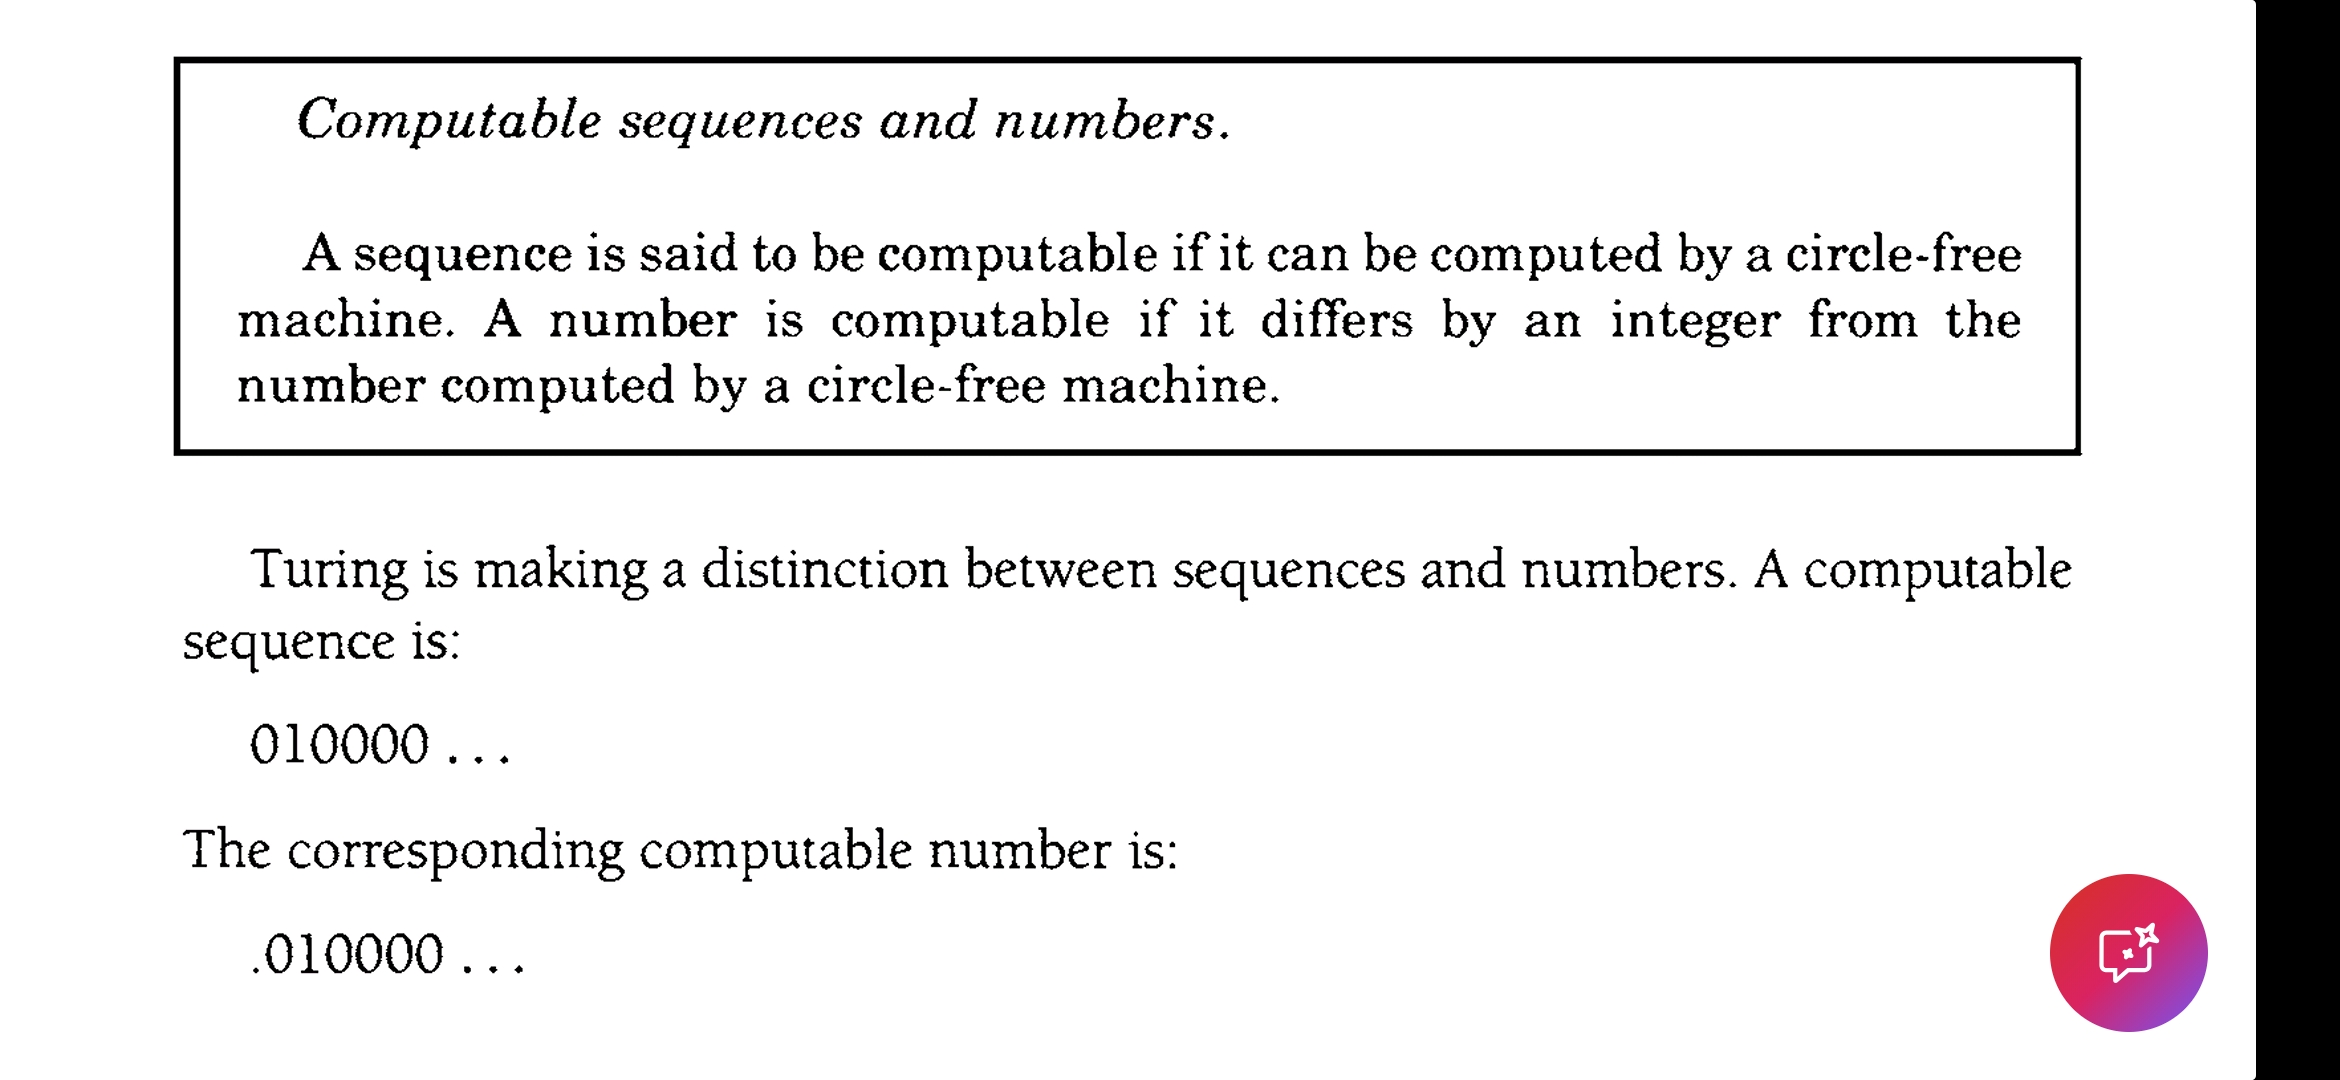 Computable sequences and numbers.
A sequence is said to be computable if it can be computed by a circle-free
machine. A number is computable if it differs by an integer from the
number computed by a circle-free machine.
Turing is making a distinction between sequences and numbers. A computable
sequence is:
010000 . . .
The corresponding computable number is:
.010000 . . .